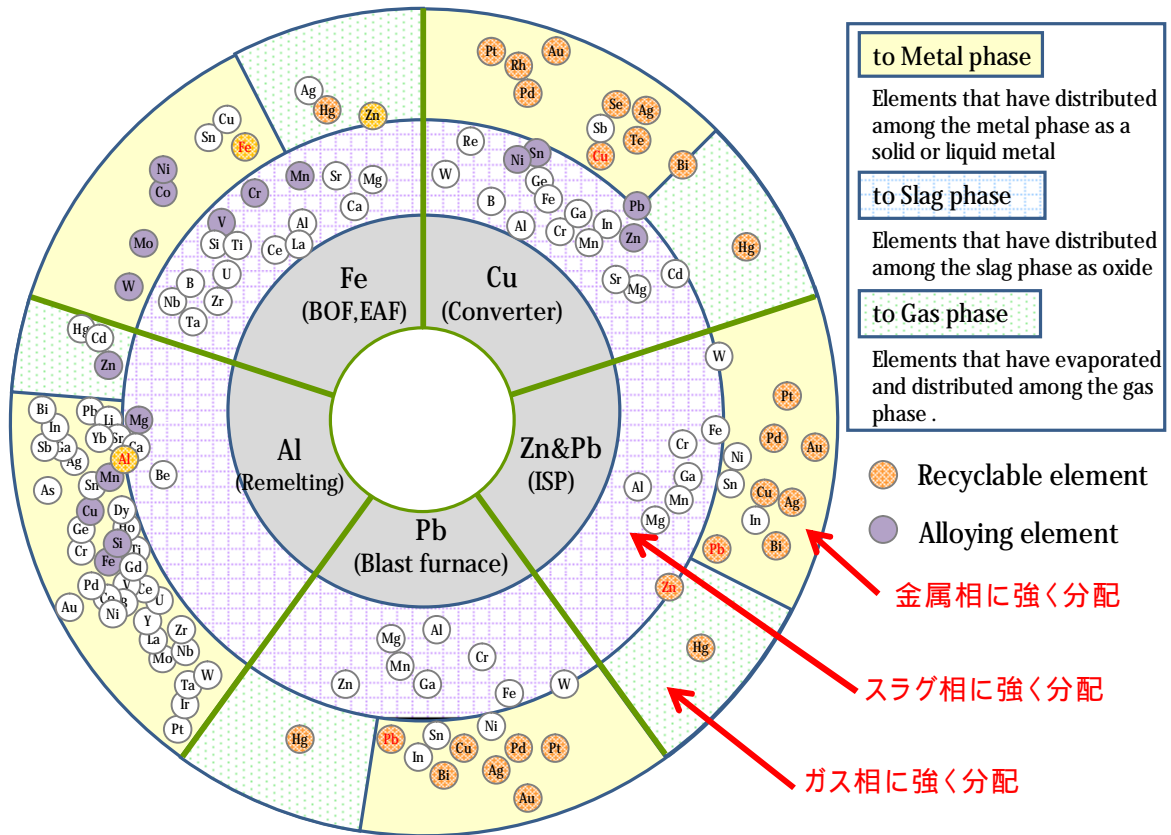 Pt
Rh
Au
Pd
Se
Ag
Sb
Te
Cu
Bi
Hg
Re
W
Ni
Sn
Ge
B
Fe
Al
Ga
Cr
In
Mn
Pb
Zn
Sr
Mg
Cd
Cu
(Converter)
Ag
Hg
Zn
Cu
Sn
Fe
Ni
Co
Mo
W
Mn
Sr
Mg
Cr
Ca
V
Al
Si
Ti
Ce
La
U
B
Nb
Zr
Ta
Fe
(BOF,EAF)
Hg
Cd
Zn
Bi
Pb
Li
Mg
In
Yb
Sr
Ca
Sb
Ga
Ag
Al
Mn
Be
As
Sn
Cu
Dy
Ge
Ho
Si
Cr
Ti
Fe
Gd
Pd
V
Ce
U
Au
B
Ni
Y
Zr
La
Mo
Nb
Ta
W
Ir
Pt
Al
(Remelting)
W
Pt
Fe
Cr
Pd
Au
Ni
Ga
Al
Sn
Mn
Cu
Ag
Mg
In
Pb
Bi
Zn
Hg
Zn&Pb
(ISP)
Pb
(Blast furnace)
Mg
Al
Mn
Cr
Zn
Ga
Fe
W
Hg
Pb
Sn
Ni
In
Cu
Pd
Pt
Bi
Ag
Au
to Metal phase
Elements that have distributed
among the metal phase as a
solid or liquid metal
to Slag phase
Elements that have distributed
among the slag phase as oxide
to Gas phase
Elements that have evaporated
and distributed among the gas
phase .
Recyclable element
Alloying element
金属相に強く分配
スラグ相に強く分配
ガス相に強く分配